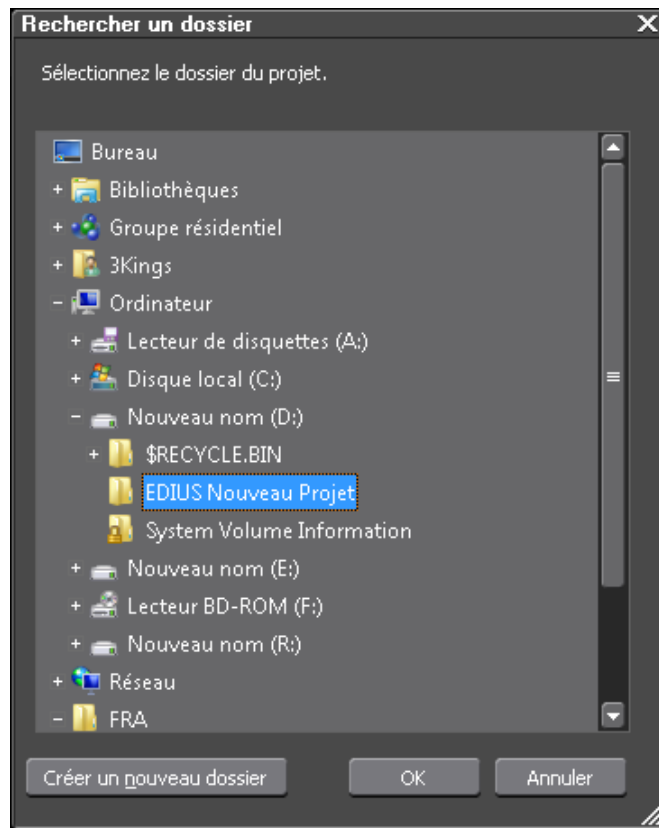 Rechercher un dossier
Sélectionnez le dossier du projet.
Bureau
Bibliothèques
Groupe résidentiel
3Kings
Ordinateur
Lecteur de disquettes (A:)
Disque local (C:)
Nouveau nom (D:)
$RECYCLE.BIN
EDIUS Nouveau Projet
System Volume Information
Nouveau nom (E:)
Lecteur BD-ROM (F:)
Nouveau nom (R:)
Réseau
FRA
Créer un nouveau dossier OK Annuler